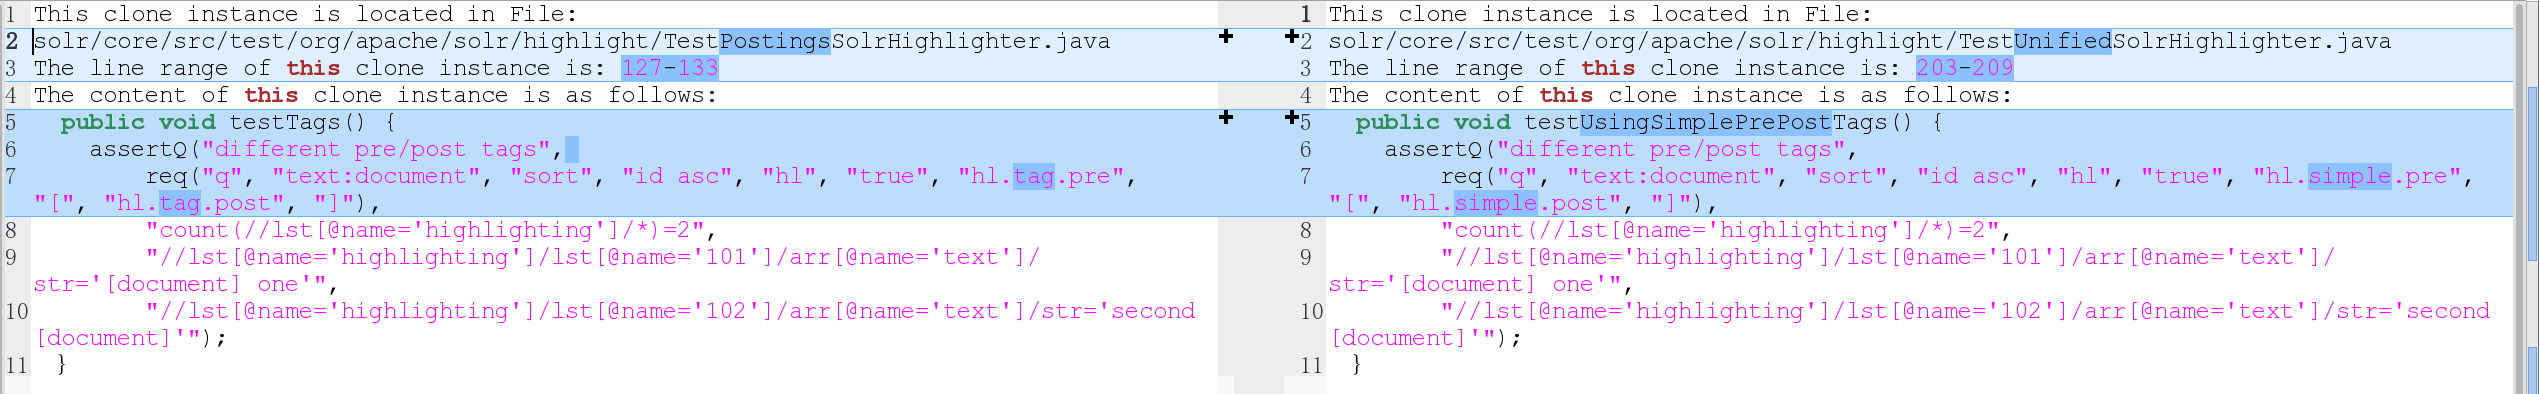 1 This clone instance is located in File:
2 solr/core/src/test/org/apache/solr/highlight/TestPostingsSolrHighlighter.java
3 The line range of this clone instance is: 127-133
4 The content of this clone instance is as follows:
5   public void testTags() {
6     assertQ("different pre/post tags", 
7         req("q", "text:document", "sort", "id asc", "hl", "true", "hl.tag.pre",
"[", "hl.tag.post", "]"),
8         "count(//lst[@name='highlighting']/*)=2",
9         "//lst[@name='highlighting']/lst[@name='101']/arr[@name='text']/
str='[document] one'",
10         "//lst[@name='highlighting']/lst[@name='102']/arr[@name='text']/str='second
[document]'");
11   }
1 This clone instance is located in File:
2 solr/core/src/test/org/apache/solr/highlight/TestUnifiedSolrHighlighter.java
3 The line range of this clone instance is: 203-209
4 The content of this clone instance is as follows:
5   public void testUsingSimplePrePostTags() {
6     assertQ("different pre/post tags",
7         req("q", "text:document", "sort", "id asc", "hl", "true", "hl.simple.pre",
"[", "hl.simple.post", "]"),
8         "count(//lst[@name='highlighting']/*)=2",
9         "//lst[@name='highlighting']/lst[@name='101']/arr[@name='text']/
str='[document] one'",
10         "//lst[@name='highlighting']/lst[@name='102']/arr[@name='text']/str='second
[document]'");
11   }